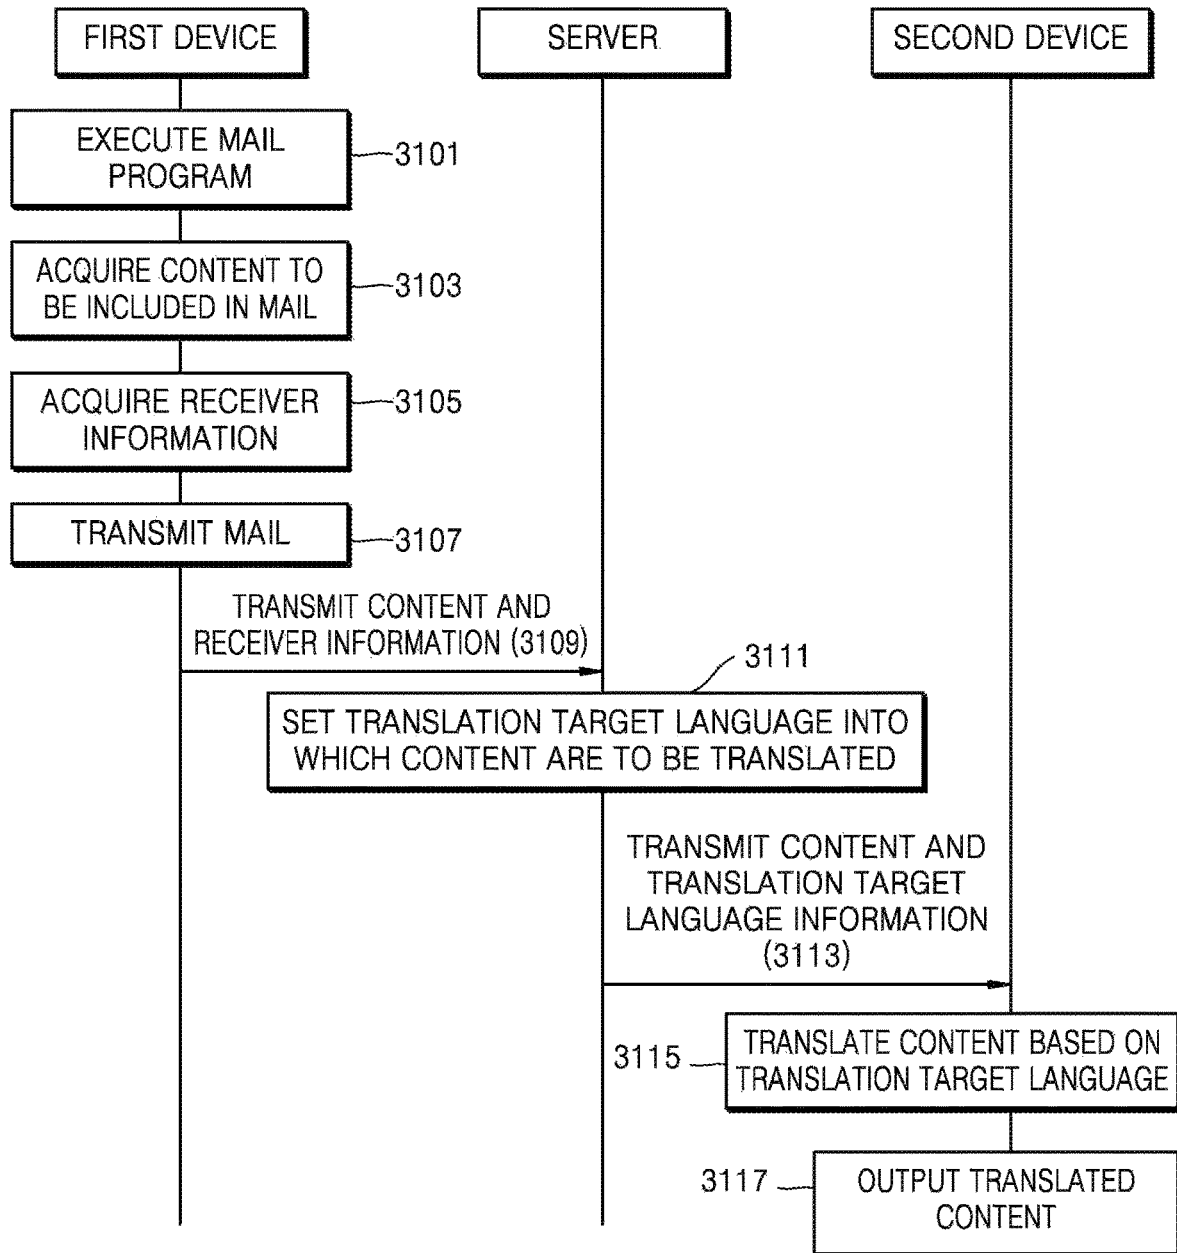 FIRST DEVICE
SERVER
SECOND DEVICE
EXECUTE MAIL
PROGRAM
3101
ACQUIRE CONTENT TO
BE INCLUDED IN MAIL
3103
ACQUIRE RECEIVER
INFORMATION
3105
TRANSMIT MAIL
3107
TRANSMIT CONTENT AND
RECEIVER INFORMATION (3109)
3111
SET TRANSLATION TARGET LANGUAGE INTO
WHICH CONTENT ARE TO BE TRANSLATED
TRANSMIT CONTENT AND
TRANSLATION TARGET
LANGUAGE INFORMATION
(3113)
3115
TRANSLATE CONTENT BASED ON
TRANSLATION TARGET LANGUAGE
3117
OUTPUT TRANSLATED
CONTENT